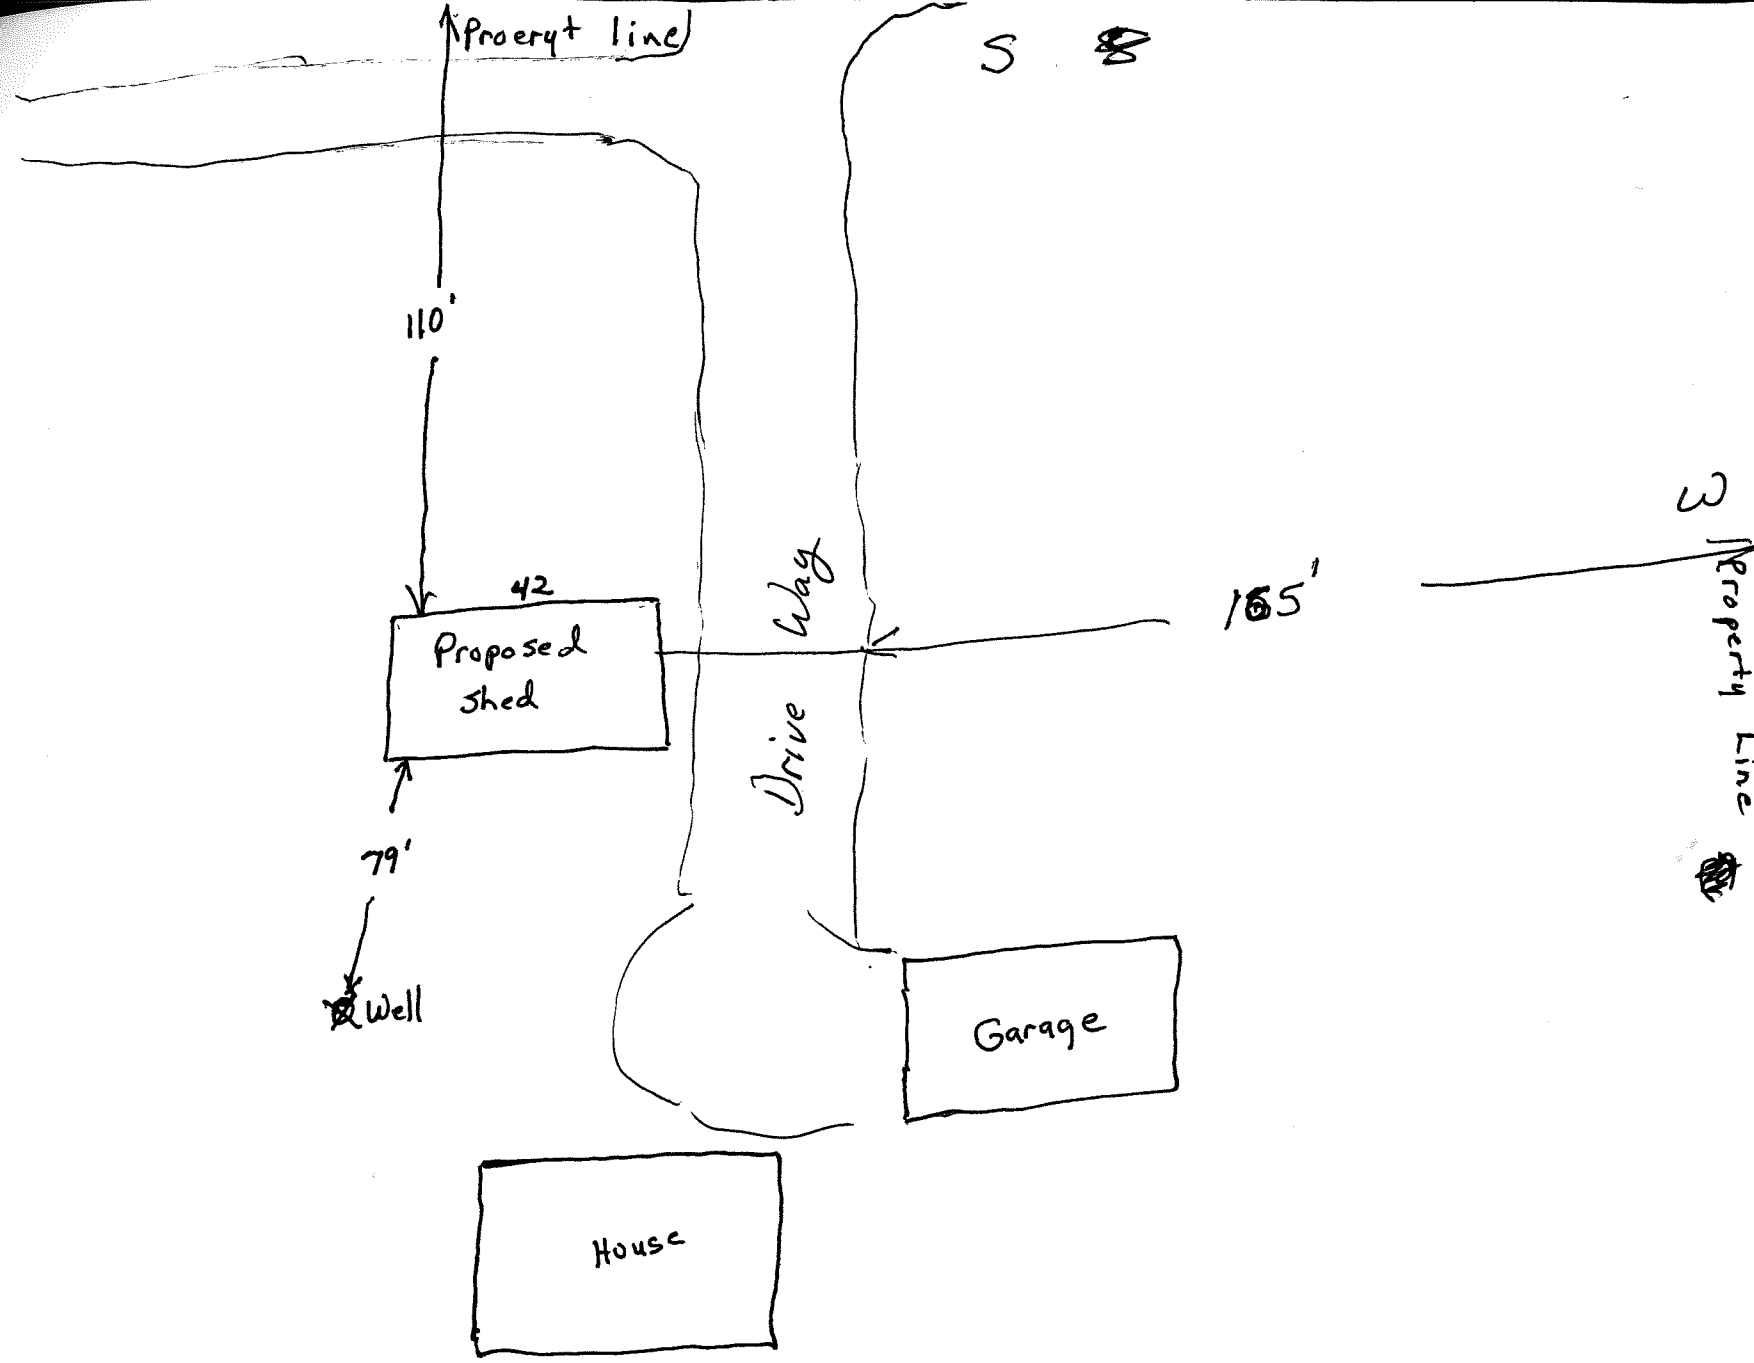 Proeryt line
S
110'
W
Property Line
42
Proposed
shed
Drive Way
79'
Well
Garage
House